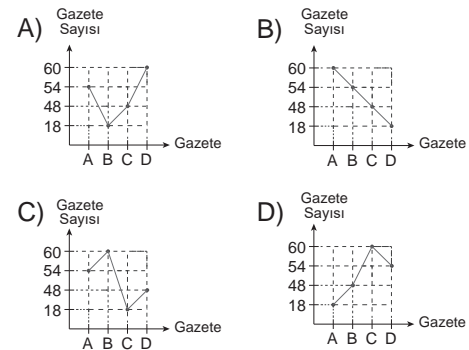 A)
Gazete
Sayısı
60
54
48
18
A B C D
Gazete
B)
Gazete
Sayısı
60
54
48
18
A B C D
Gazete
C)
Gazete
Sayısı
60
54
48
18
A B C D
Gazete
D)
Gazete
Sayısı
60
54
48
18
A B C D
Gazete